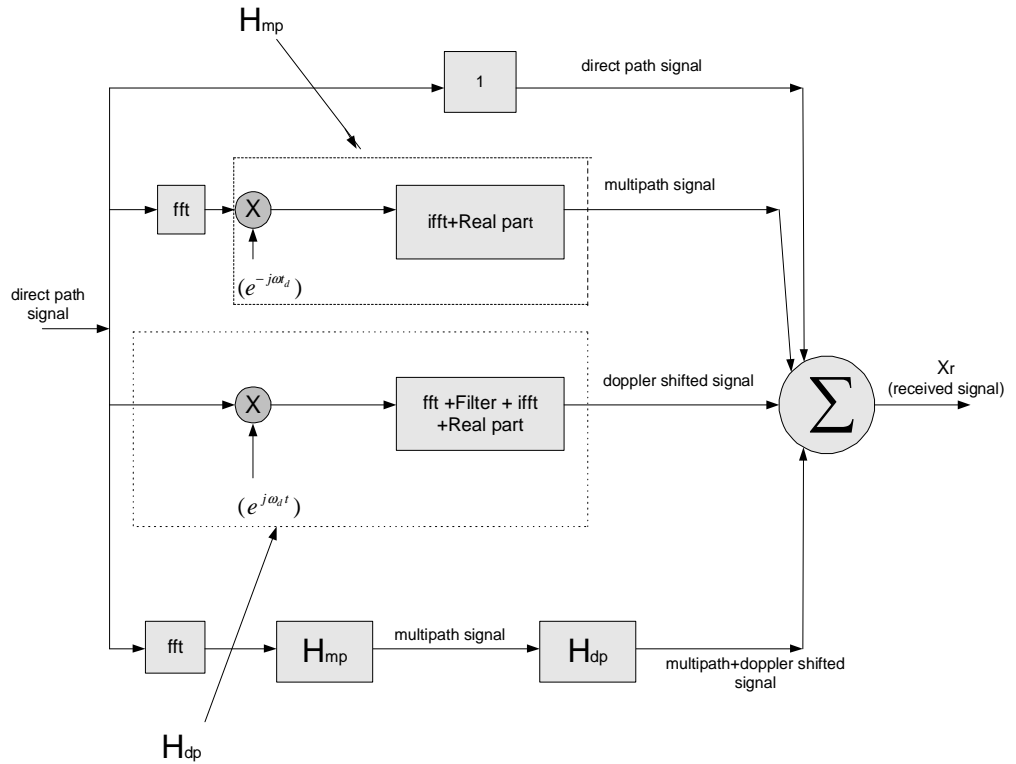 Hmp
direct path signal
1
multipath signal
fft
X
ifft+Real part
(e^{-jωt_d})
direct path
signal
doppler shifted signal
X
fft +Filter + ifft
+Real part
(e^{jω_d t})
Σ
Xr
(received signal)
fft
Hmp
multipath signal
Hdp
multipath+doppler shifted
signal
Hdp